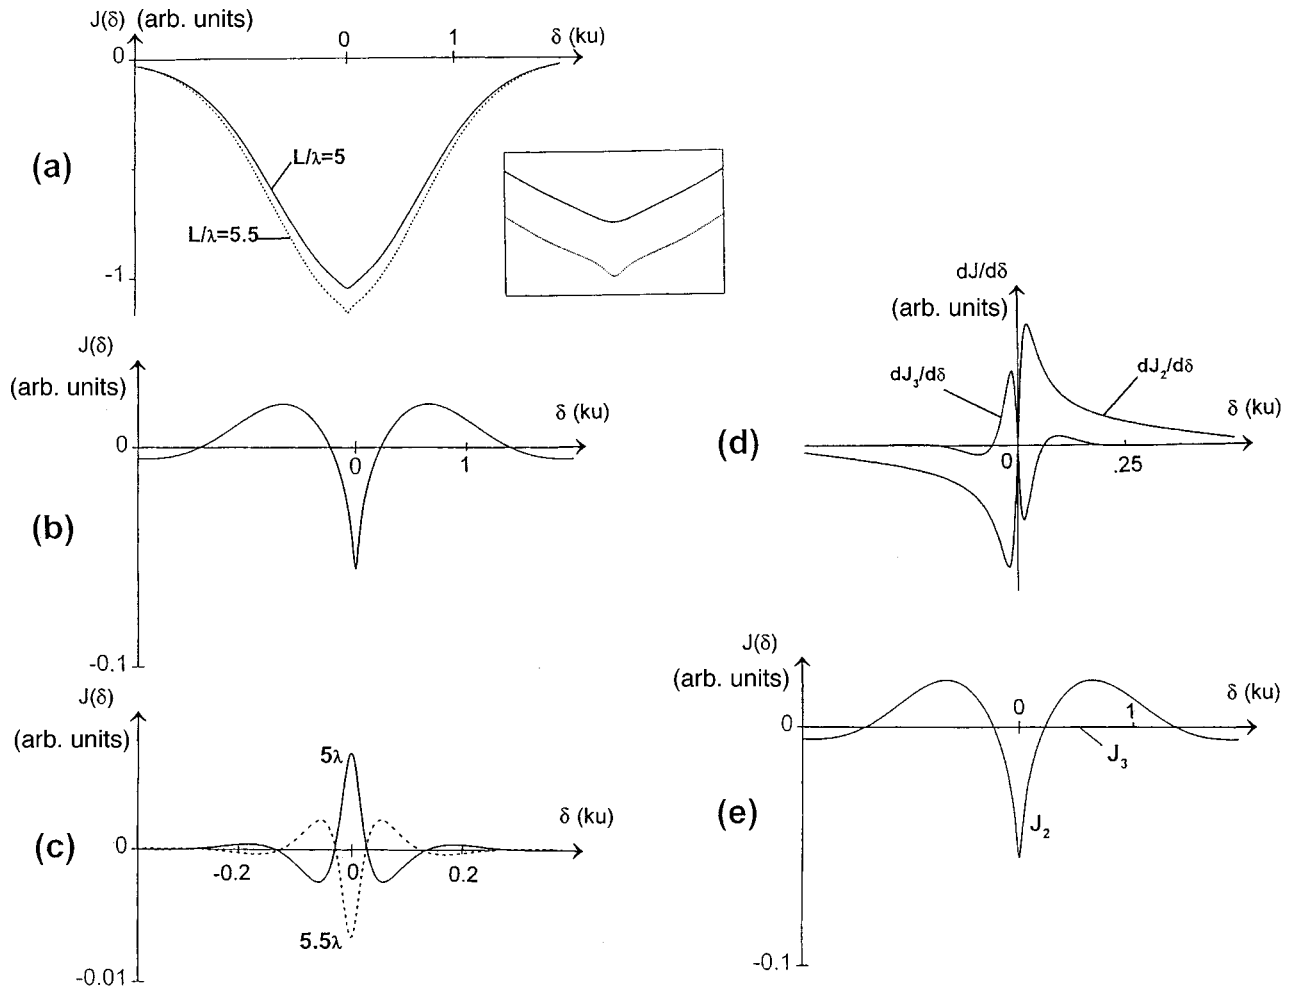 J(δ) (arb. units)
0
1
δ (ku)
0
(a)
L/λ=5
L/λ=5.5
-1
J(δ)
(arb. units)
δ (ku)
0
0
1
(b)
-0.1
J(δ)
(arb. units)
5λ
δ (ku)
0
-0.2
0
0.2
(c)
5.5λ
-0.01
dJ/dδ
(arb. units)
dJ₃/dδ
dJ₂/dδ
δ (ku)
(d)
0
.25
J(δ)
(arb. units)
δ (ku)
0
1
0
J₃
(e)
J₂
-0.1